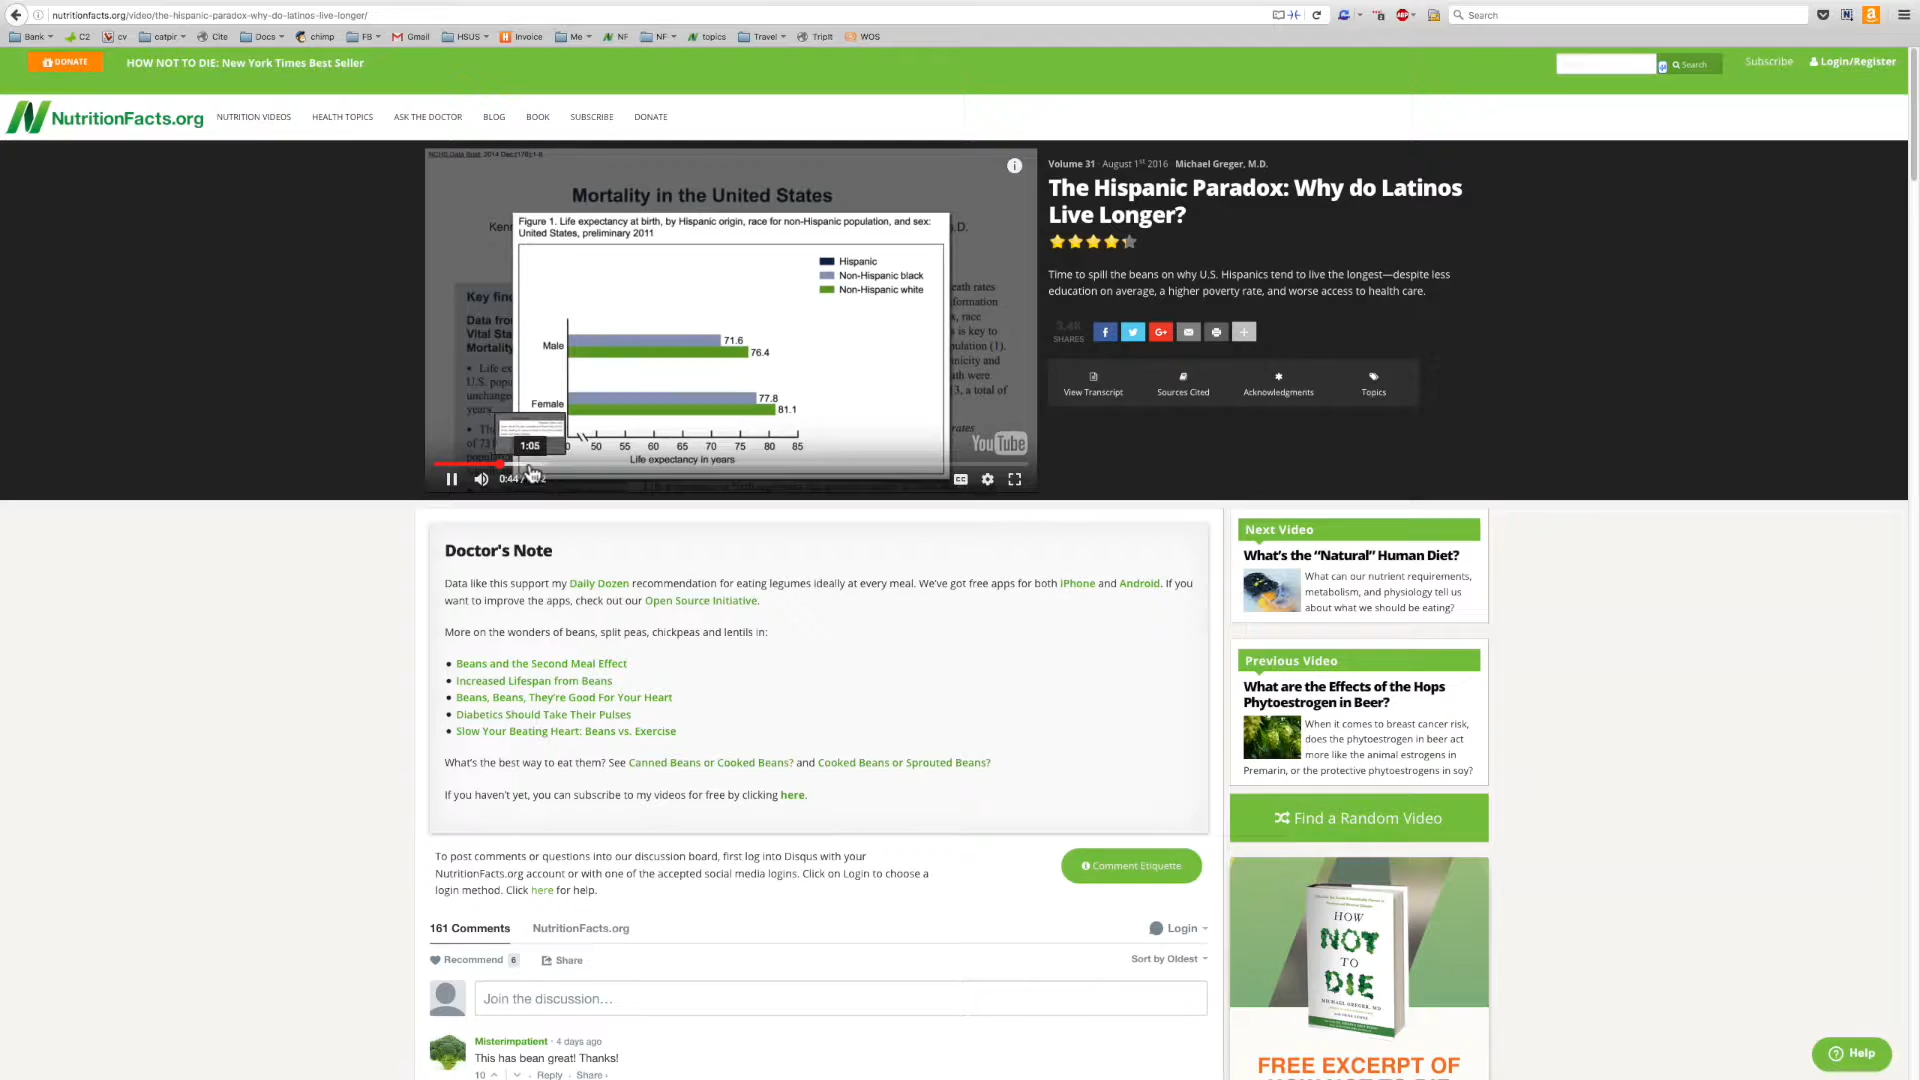 nutritionfacts.org/video/the-hispanic-paradox-why-do-latinos-live-longer/
Search
Bank C2 cv catpir Cite Docs chimp FB Gmail HSUS Invoice Me NF NF topics Travel TripIt WOS
DONATE
HOW NOT TO DIE: New York Times Best Seller
Search
Subscribe
Login/Register
NutritionFacts.org
NUTRITION VIDEOS HEALTH TOPICS ASK THE DOCTOR BLOG BOOK SUBSCRIBE DONATE
NCHS Data Brief. 2014 Dec;(178):1-8.
Mortality in the United States
Figure 1. Life expectancy at birth, by Hispanic origin, race for non-Hispanic population, and sex:
United States, preliminary 2011
Hispanic
Non-Hispanic black
Non-Hispanic white
Male
71.6
76.4
Female
77.8
81.1
0 50 55 60 65 70 75 80 85
Life expectancy in years
1:05
YouTube
0:44
Volume 31 · August 1st 2016 · Michael Greger, M.D.
The Hispanic Paradox: Why do Latinos
Live Longer?
Time to spill the beans on why U.S. Hispanics tend to live the longest—despite less
education on average, a higher poverty rate, and worse access to health care.
3.4K
SHARES
View Transcript
Sources Cited
Acknowledgments
Topics
Doctor's Note
Data like this support my Daily Dozen recommendation for eating legumes ideally at every meal. We've got free apps for both iPhone and Android. If you
want to improve the apps, check out our Open Source Initiative.
More on the wonders of beans, split peas, chickpeas and lentils in:
Beans and the Second Meal Effect
Increased Lifespan from Beans
Beans, Beans, They're Good For Your Heart
Diabetics Should Take Their Pulses
Slow Your Beating Heart: Beans vs. Exercise
What's the best way to eat them? See Canned Beans or Cooked Beans? and Cooked Beans or Sprouted Beans?
If you haven't yet, you can subscribe to my videos for free by clicking here.
To post comments or questions into our discussion board, first log into Disqus with your
NutritionFacts.org account or with one of the accepted social media logins. Click on Login to choose a
login method. Click here for help.
Comment Etiquette
161 Comments
NutritionFacts.org
Login
Recommend 6
Share
Sort by Oldest
Join the discussion…
Misterimpatient · 4 days ago
This has bean great! Thanks!
10 Reply · Share ›
Next Video
What's the “Natural” Human Diet?
What can our nutrient requirements,
metabolism, and physiology tell us
about what we should be eating?
Previous Video
What are the Effects of the Hops
Phytoestrogen in Beer?
When it comes to breast cancer risk,
does the phytoestrogen in beer act
more like the animal estrogens in
Premarin, or the protective phytoestrogens in soy?
Find a Random Video
HOW
NOT
TO
DIE
MICHAEL GREGER, MD
FREE EXCERPT OF
Help